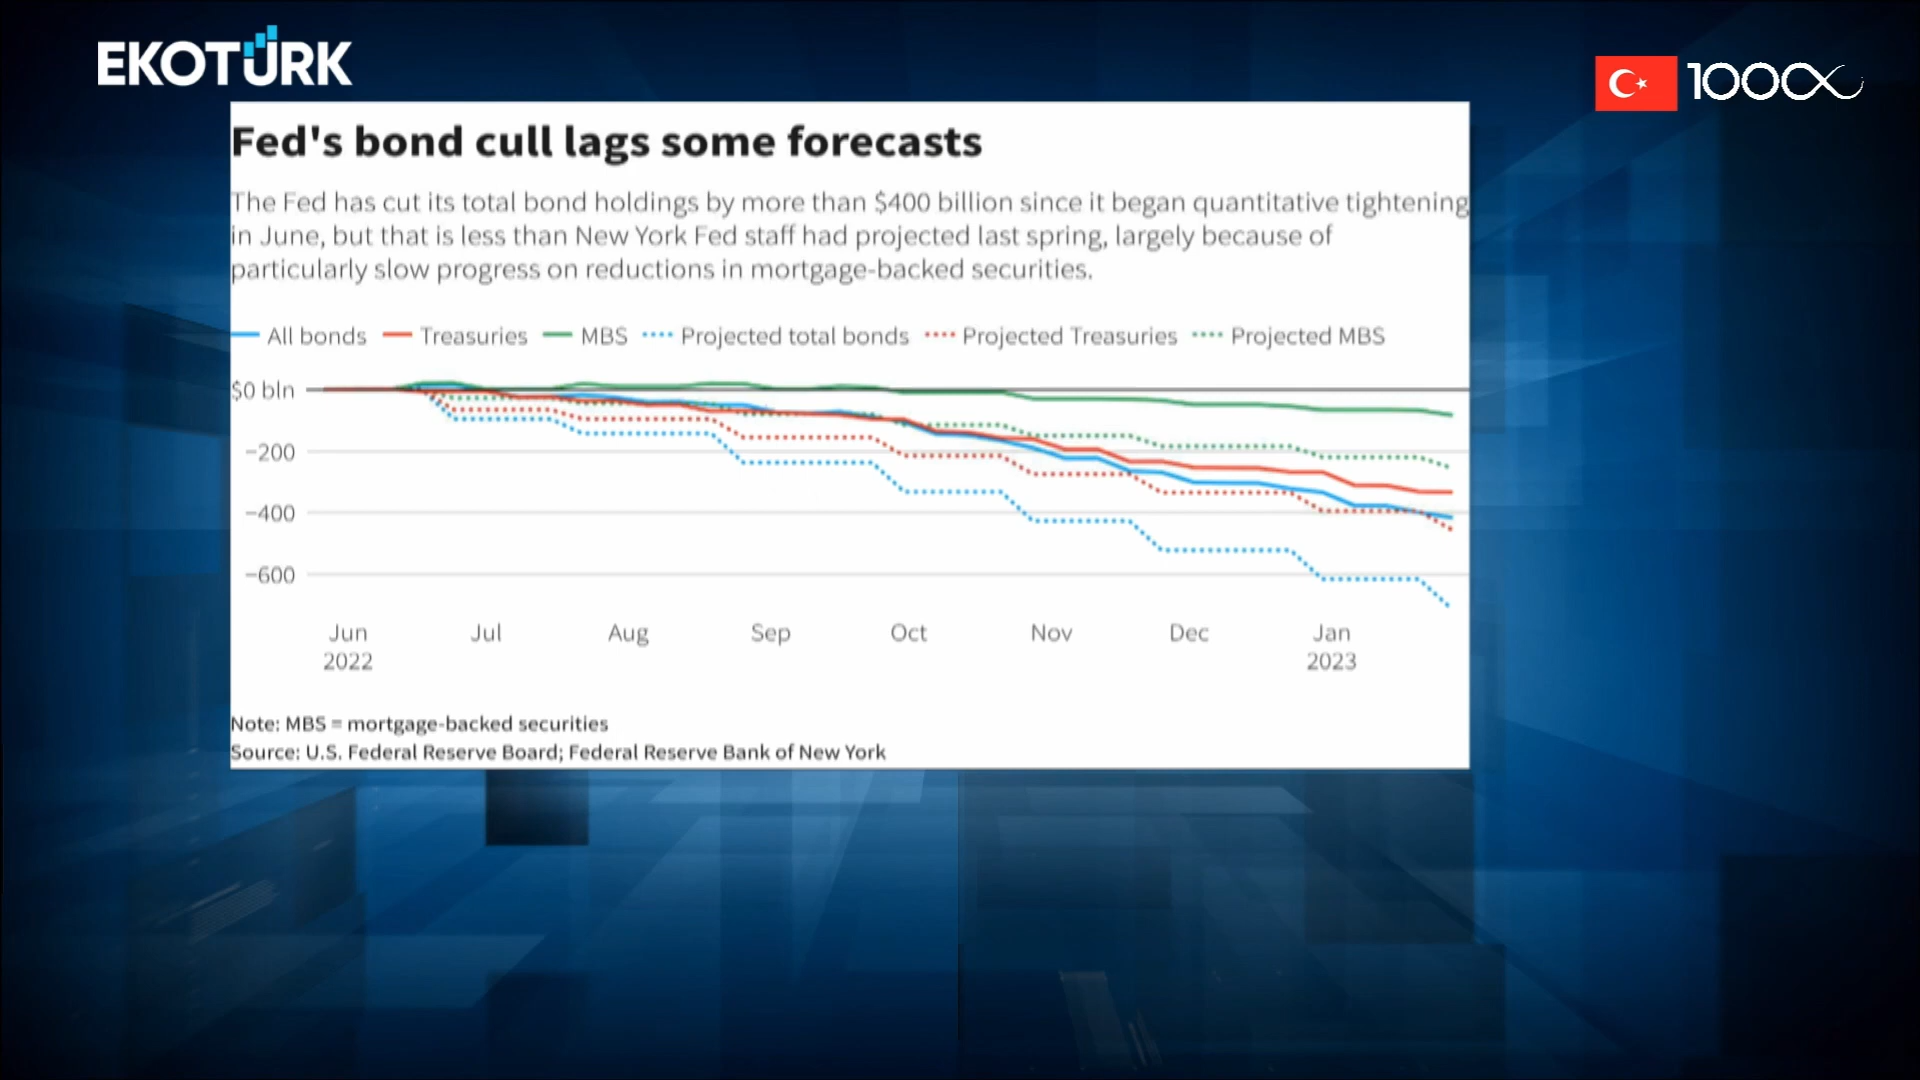 EKOTÜRK
100
Fed's bond cull lags some forecasts
The Fed has cut its total bond holdings by more than $400 billion since it began quantitative tightening
in June, but that is less than New York Fed staff had projected last spring, largely because of
particularly slow progress on reductions in mortgage-backed securities.
All bonds Treasuries MBS Projected total bonds Projected Treasuries Projected MBS
$0 bln
−200
−400
−600
Jun Jul Aug Sep Oct Nov Dec Jan
2022 2023
Note: MBS = mortgage-backed securities
Source: U.S. Federal Reserve Board; Federal Reserve Bank of New York